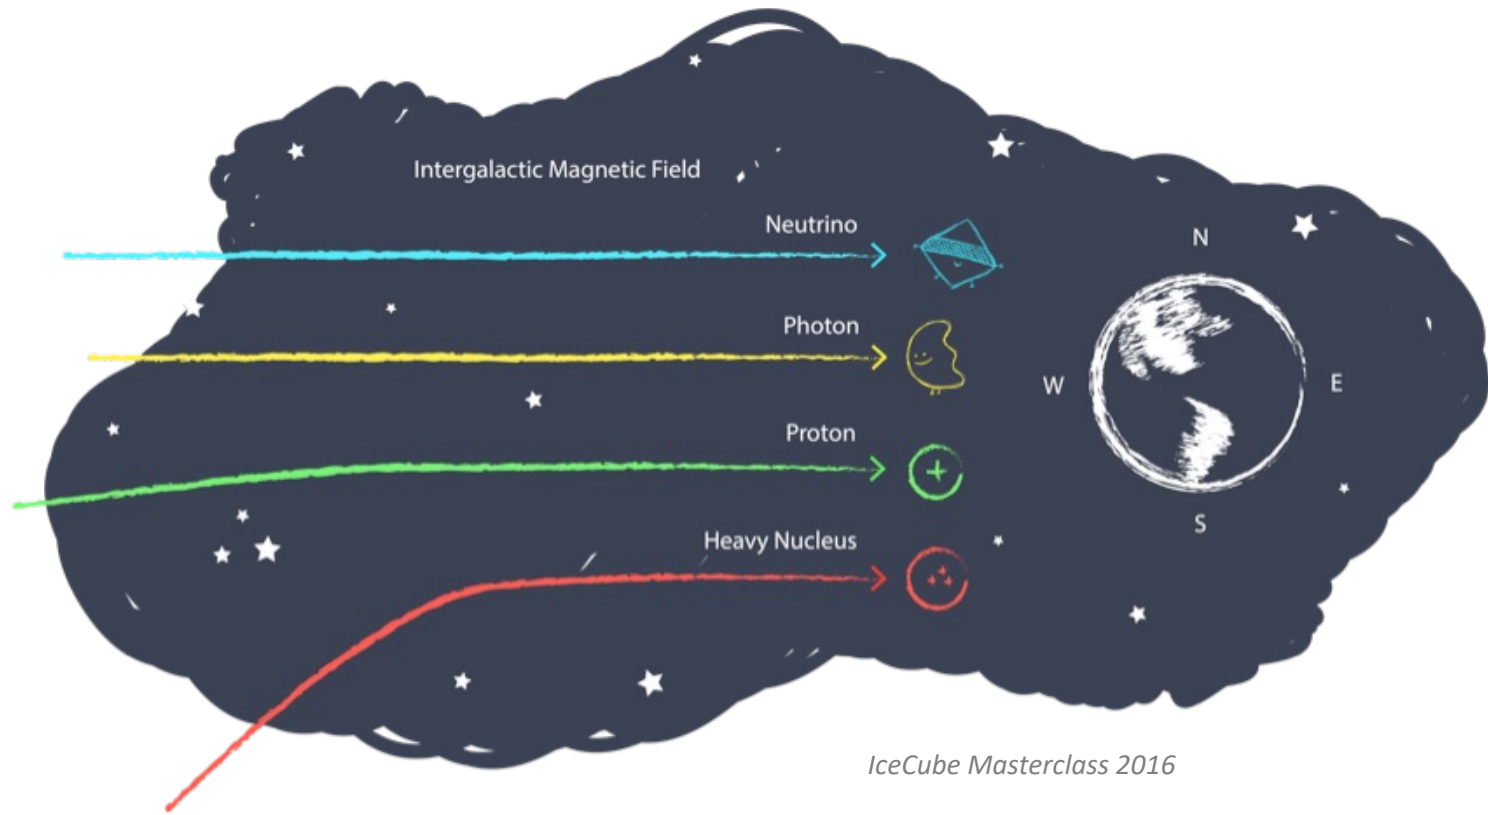 Intergalactic Magnetic Field
Neutrino
N
Photon
W
E
Proton
S
Heavy Nucleus
IceCube Masterclass 2016